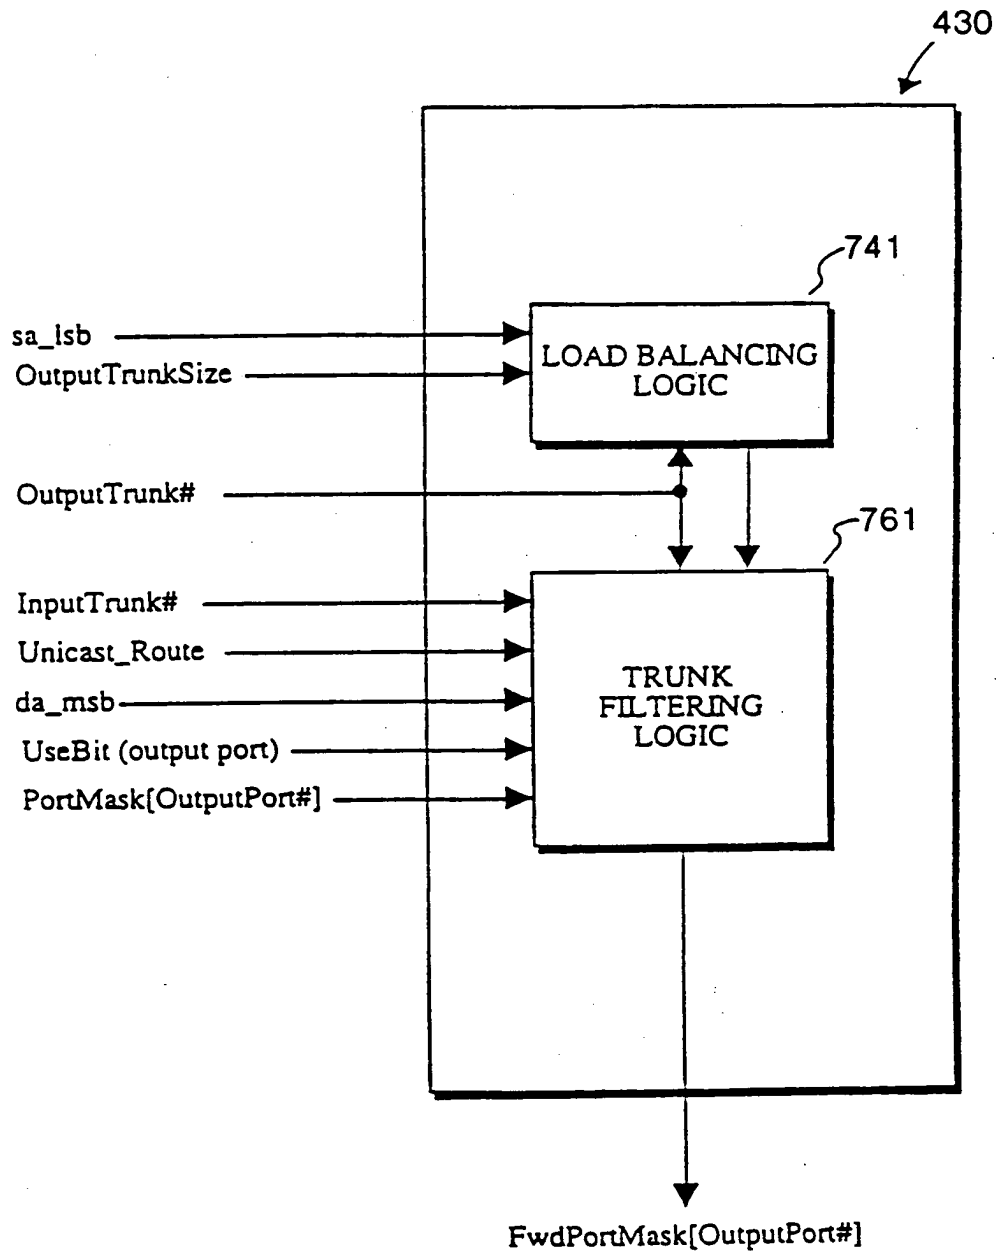 430
741
sa_lsb
LOAD BALANCING
OutputTrunkSize
LOGIC
OutputTrunk#
761
InputTrunk#
Unicast_Route
TRUNK
da_msb
FILTERING
LOGIC
UseBit (output port)
PortMask[OutputPort#]
FwdPortMask[OutputPort#]